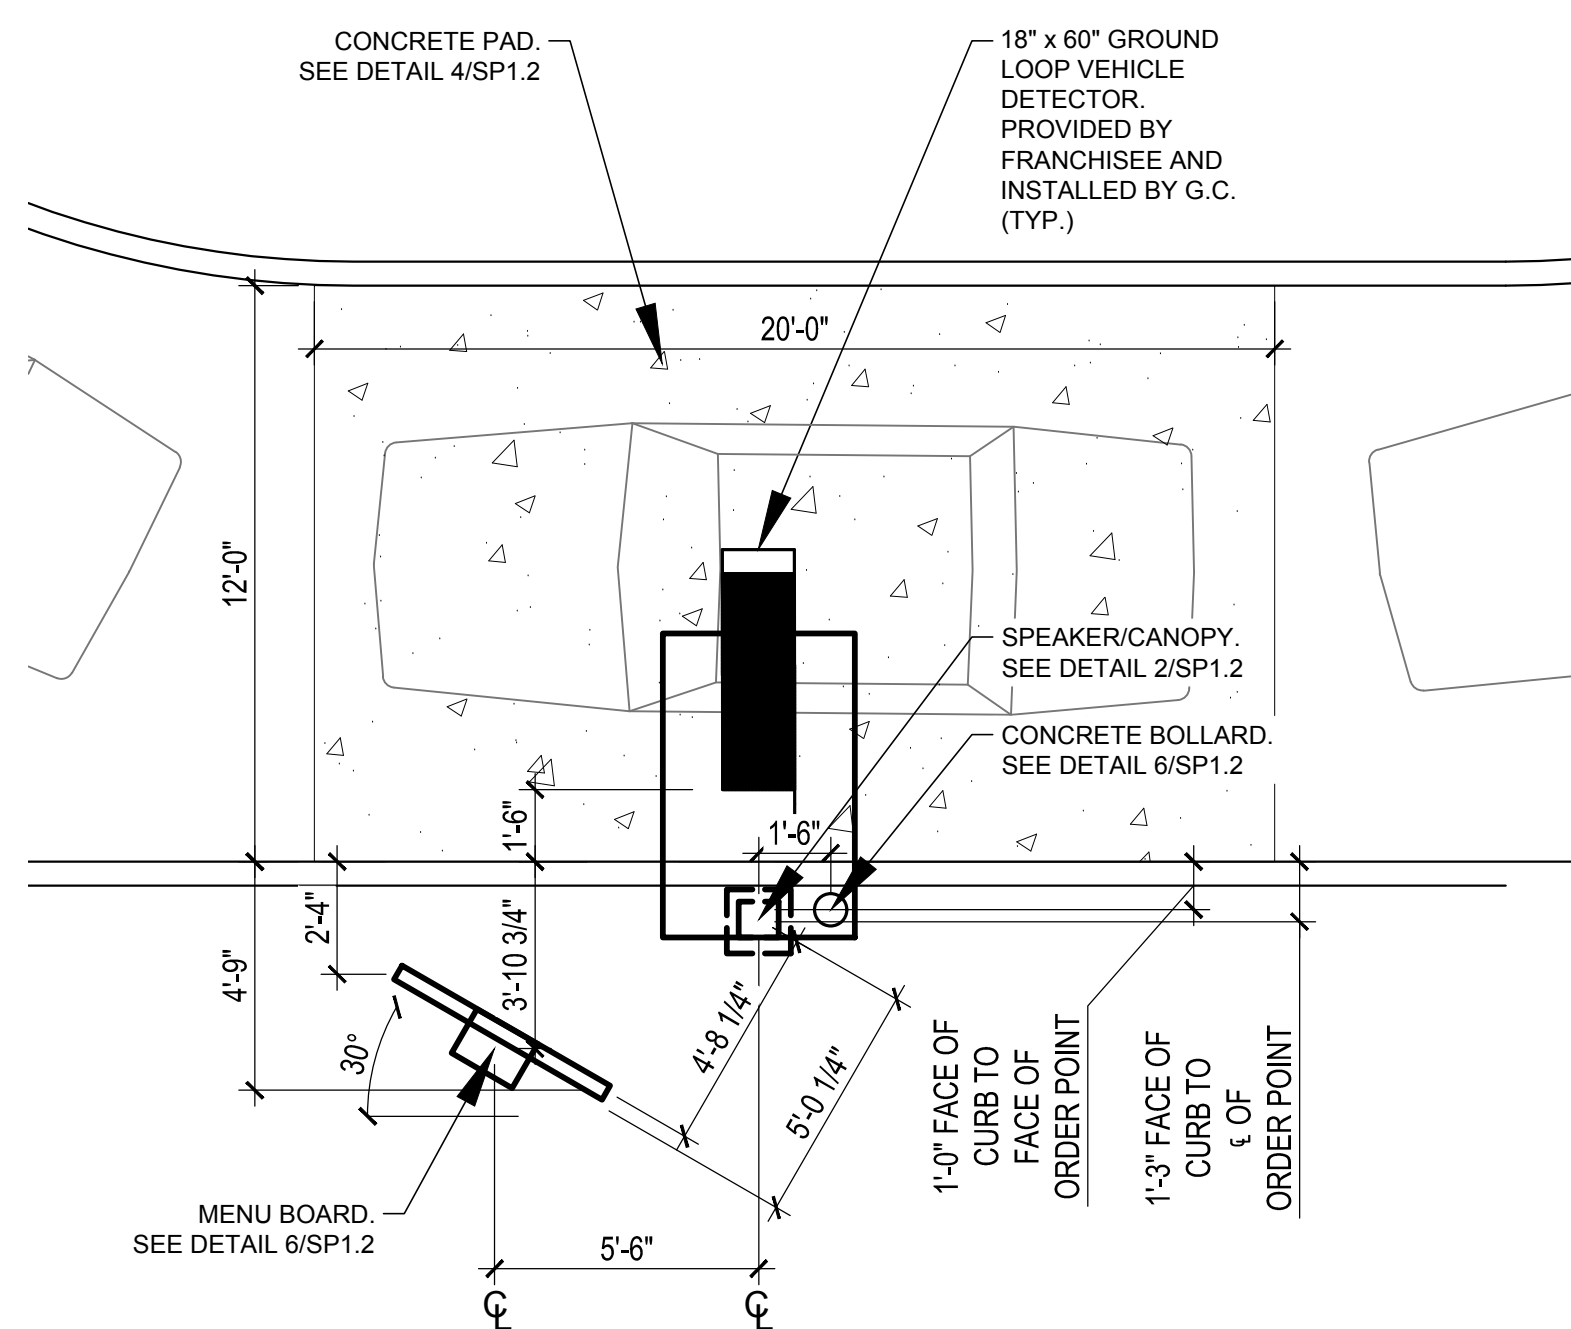 CONCRETE PAD.
SEE DETAIL 4/SP1.2
18" x 60" GROUND
LOOP VEHICLE
DETECTOR.
PROVIDED BY
FRANCHISEE AND
INSTALLED BY G.C.
(TYP.)
20'-0"
12'-0"
SPEAKER/CANOPY.
SEE DETAIL 2/SP1.2
CONCRETE BOLLARD.
SEE DETAIL 6/SP1.2
1'-6"
1'-6"
2'-4"
4'-9"
3'-10 3/4"
30°
4'-8 1/4"
5'-0 1/4"
1'-0" FACE OF
CURB TO
FACE OF
ORDER POINT
1'-3" FACE OF
CURB TO
℄ OF
ORDER POINT
MENU BOARD.
SEE DETAIL 6/SP1.2
5'-6"
℄
℄